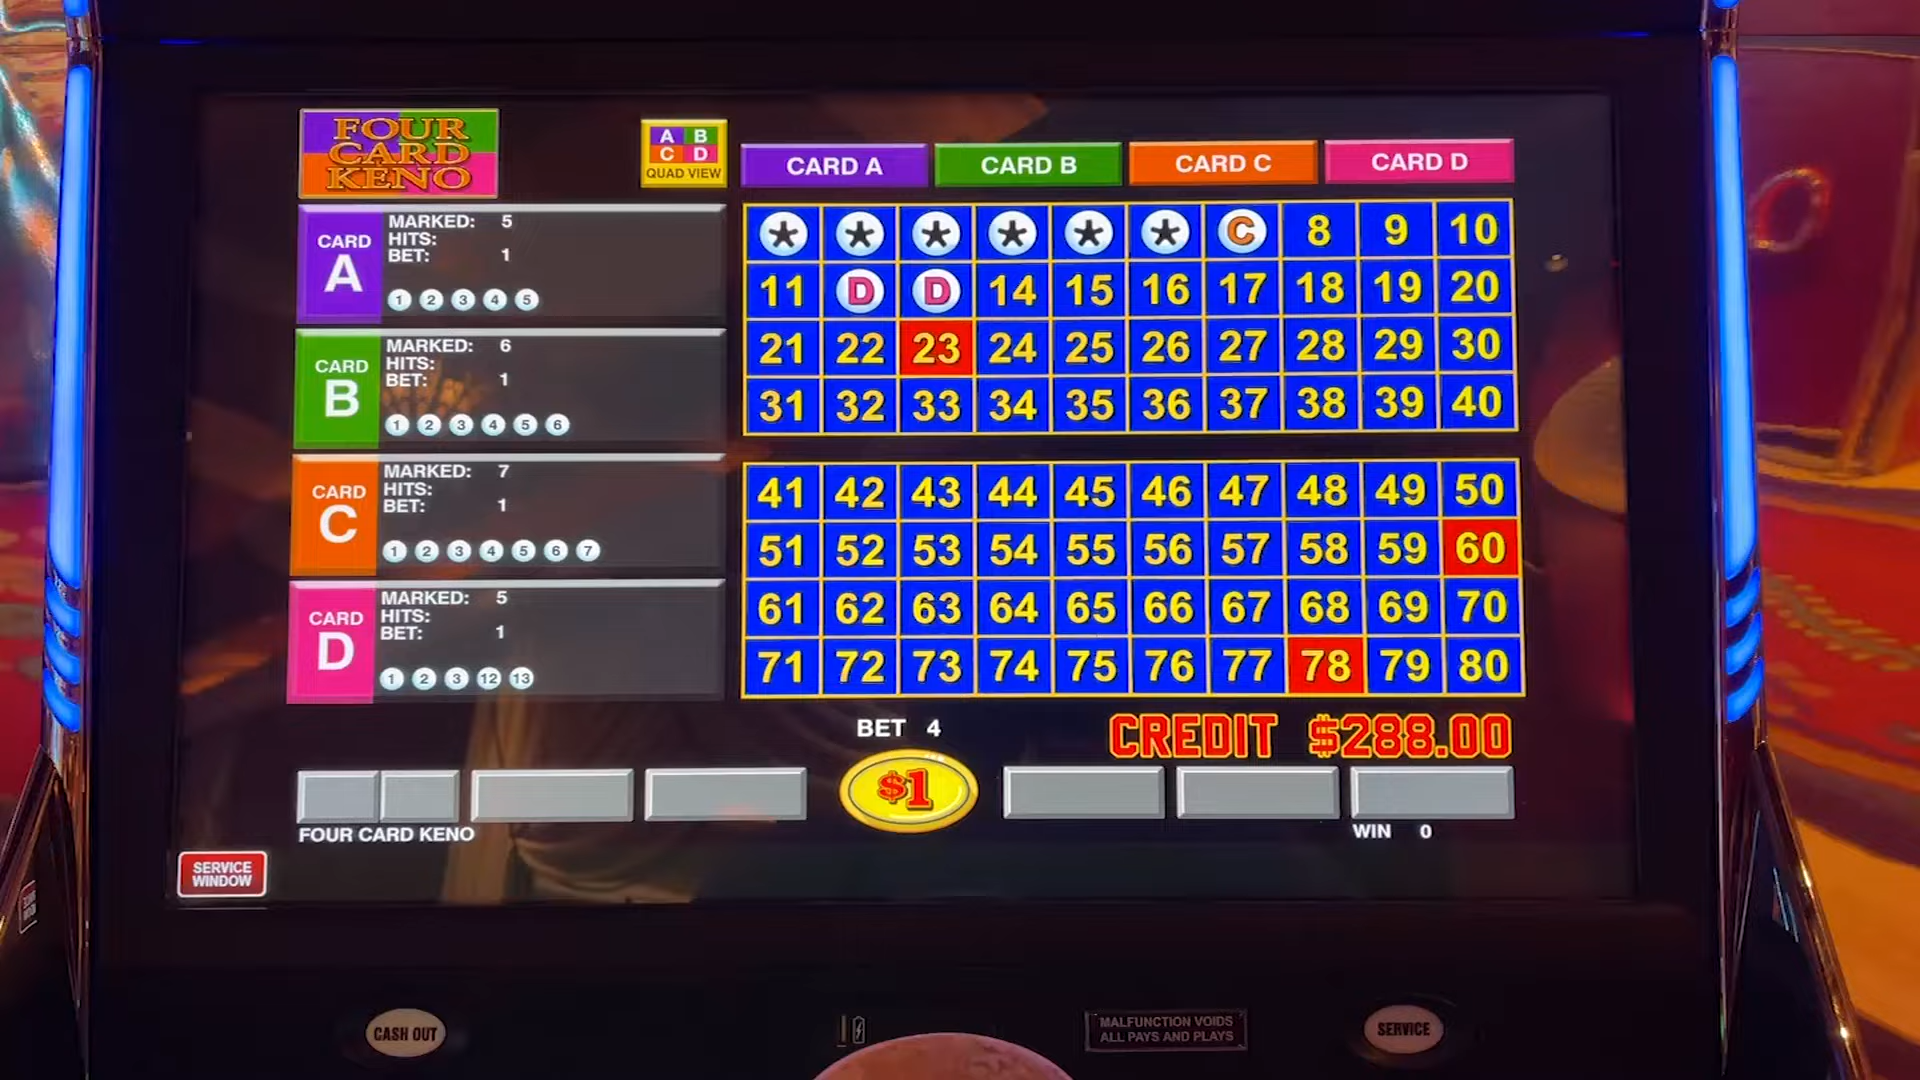 FOUR
CARD
KENO
A B
C D
QUAD VIEW
CARD A
CARD B
CARD C
CARD D
CARD
A
MARKED: 5
HITS:
BET: 1
1 2 3 4 5
CARD
B
MARKED: 6
HITS:
BET: 1
1 2 3 4 5 6
CARD
C
MARKED: 7
HITS:
BET: 1
1 2 3 4 5 6 7
CARD
D
MARKED: 5
HITS:
BET: 1
1 2 3 12 13
* * * * * * C 8 9 10
11 D D 14 15 16 17 18 19 20
21 22 23 24 25 26 27 28 29 30
31 32 33 34 35 36 37 38 39 40
41 42 43 44 45 46 47 48 49 50
51 52 53 54 55 56 57 58 59 60
61 62 63 64 65 66 67 68 69 70
71 72 73 74 75 76 77 78 79 80
BET 4
CREDIT $288.00
$1
FOUR CARD KENO
WIN 0
SERVICE
WINDOW
CASH OUT
MALFUNCTION VOIDS
ALL PAYS AND PLAYS
SERVICE